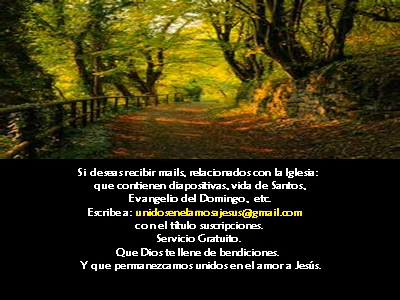 Si deseas recibir mails, relacionados con la Iglesia:
que contienen diapositivas, vida de Santos,
Evangelio del Domingo, etc.
Escribe a: unidosenelamorajesus@gmail.com
con el título suscripciones.
Servicio Gratuito.
Que Dios te llene de bendiciones.
Y que permanezcamos unidos en el amor a Jesús.